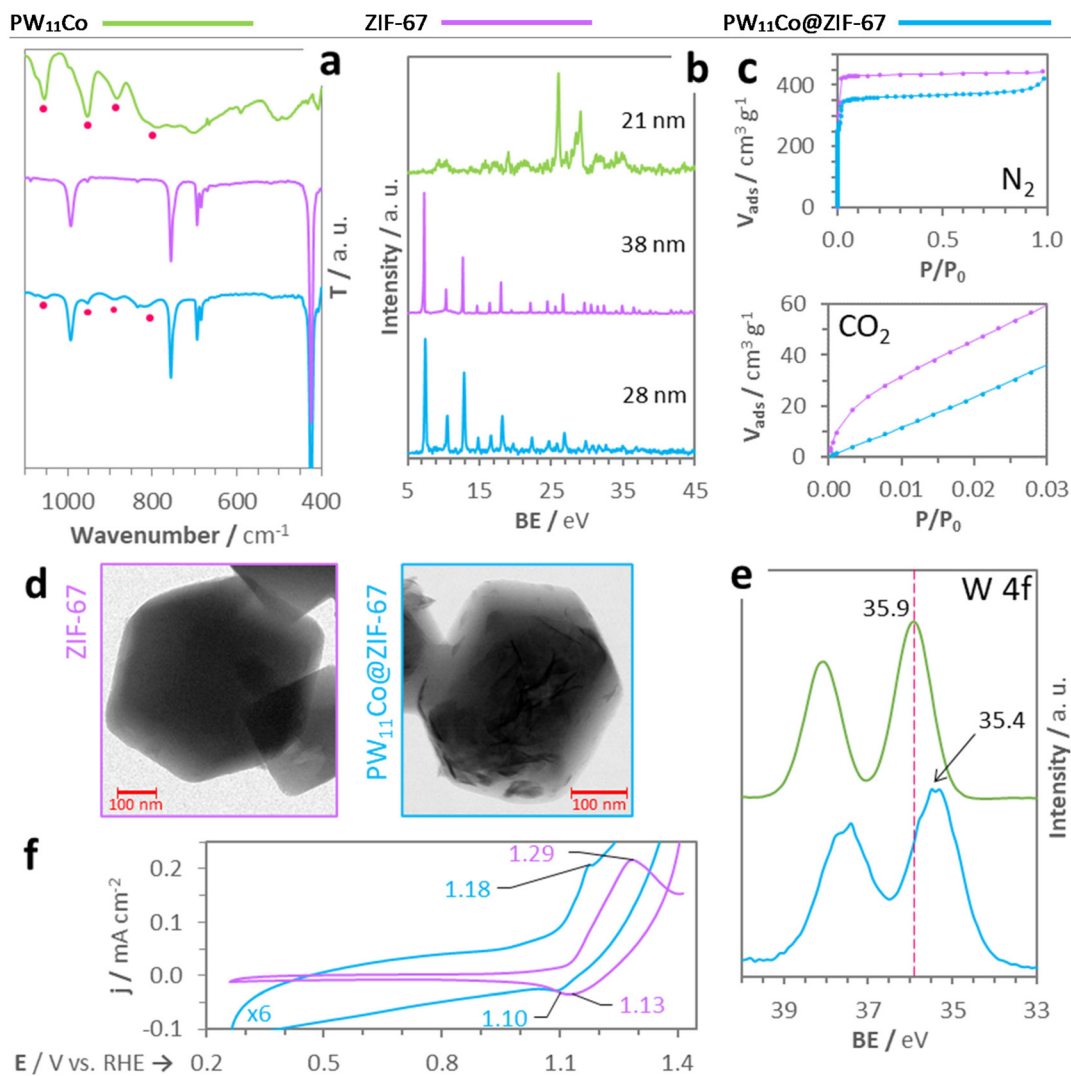 PW₁₁Co ZIF-67 PW₁₁Co@ZIF-67
a
T / a. u.
1000 800 600 400
Wavenumber / cm⁻¹
b
Intensity / a. u.
21 nm
38 nm
28 nm
5 15 25 35 45
BE / eV
c
Vads / cm³ g⁻¹
400
200
0
N₂
0.0 0.5 1.0
P/P₀
Vads / cm³ g⁻¹
60
40
20
0
CO₂
0.00 0.01 0.02 0.03
P/P₀
d
ZIF-67
100 nm
PW₁₁Co@ZIF-67
100 nm
e
W 4f
35.9
35.4
Intensity / a. u.
39 37 35 33
BE / eV
f
j / mA cm⁻²
0.2
0.1
0.0
-0.1
1.29
1.18
x6
1.10
1.13
E / V vs. RHE → 0.2 0.5 0.8 1.1 1.4